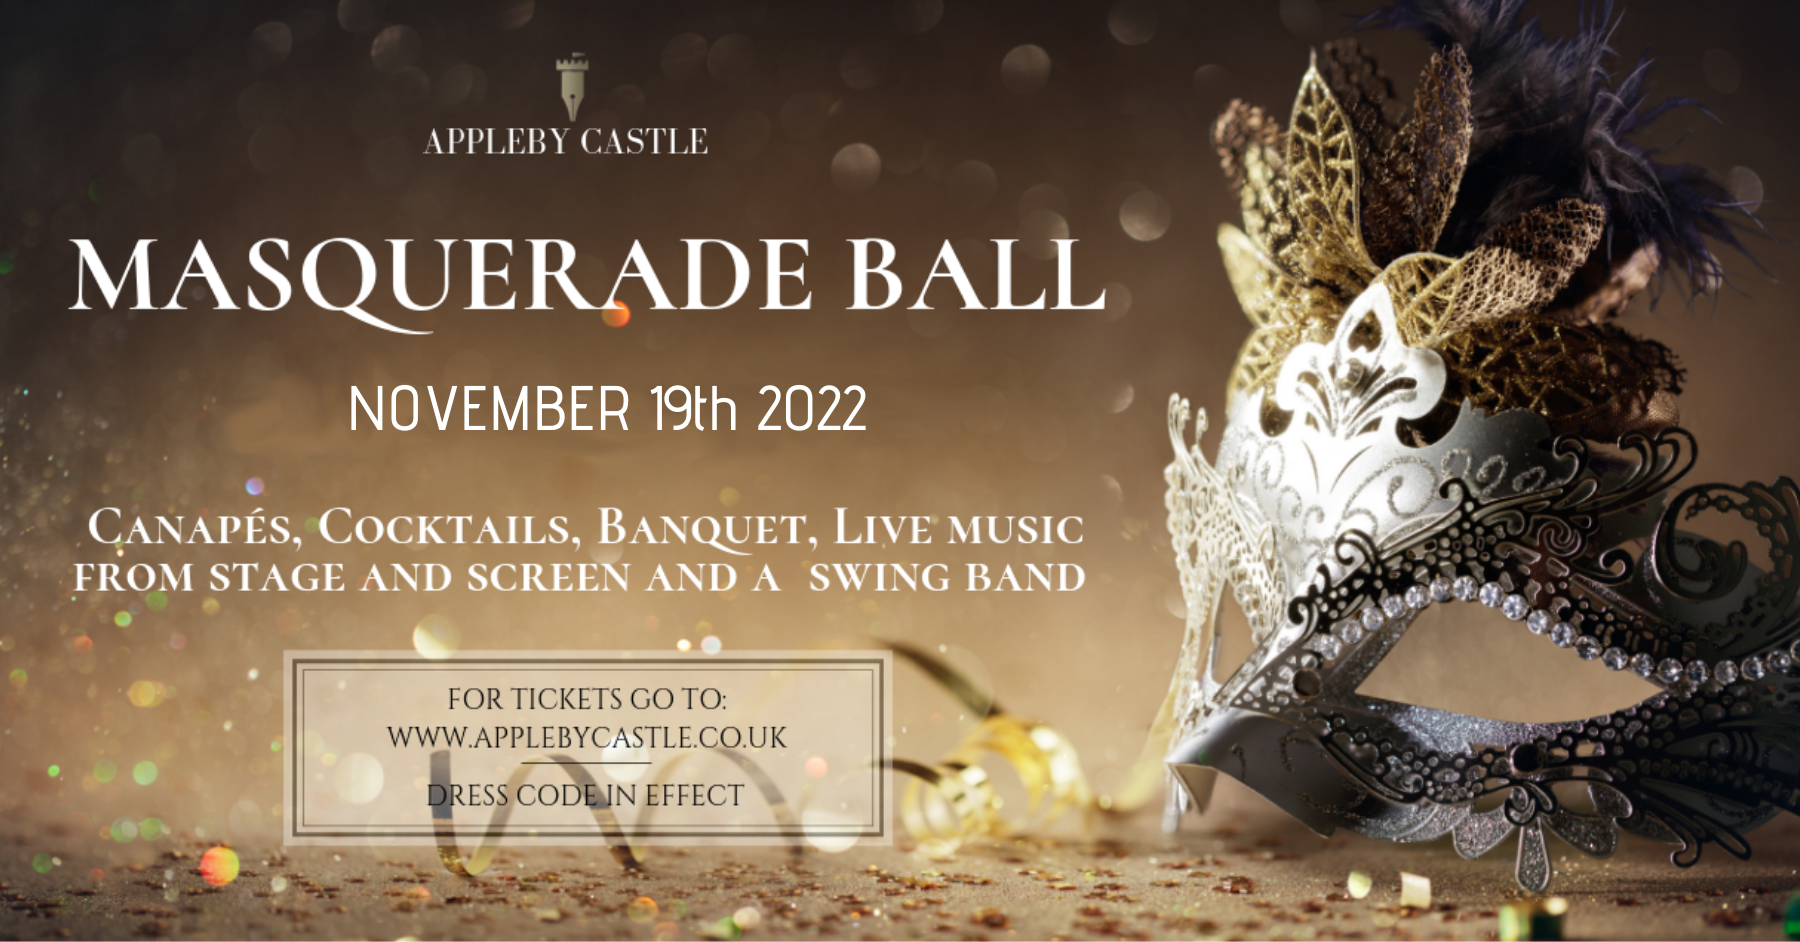 APPLEBY CASTLE
MASQUERADE BALL
NOVEMBER 19th 2022
CANAPéS, COCKTAILS, BANQUET, LIVE MUSIC
FROM STAGE AND SCREEN AND A SWING BAND
FOR TICKETS GO TO:
WWW.APPLEBYCASTLE.CO.UK
DRESS CODE IN EFFECT